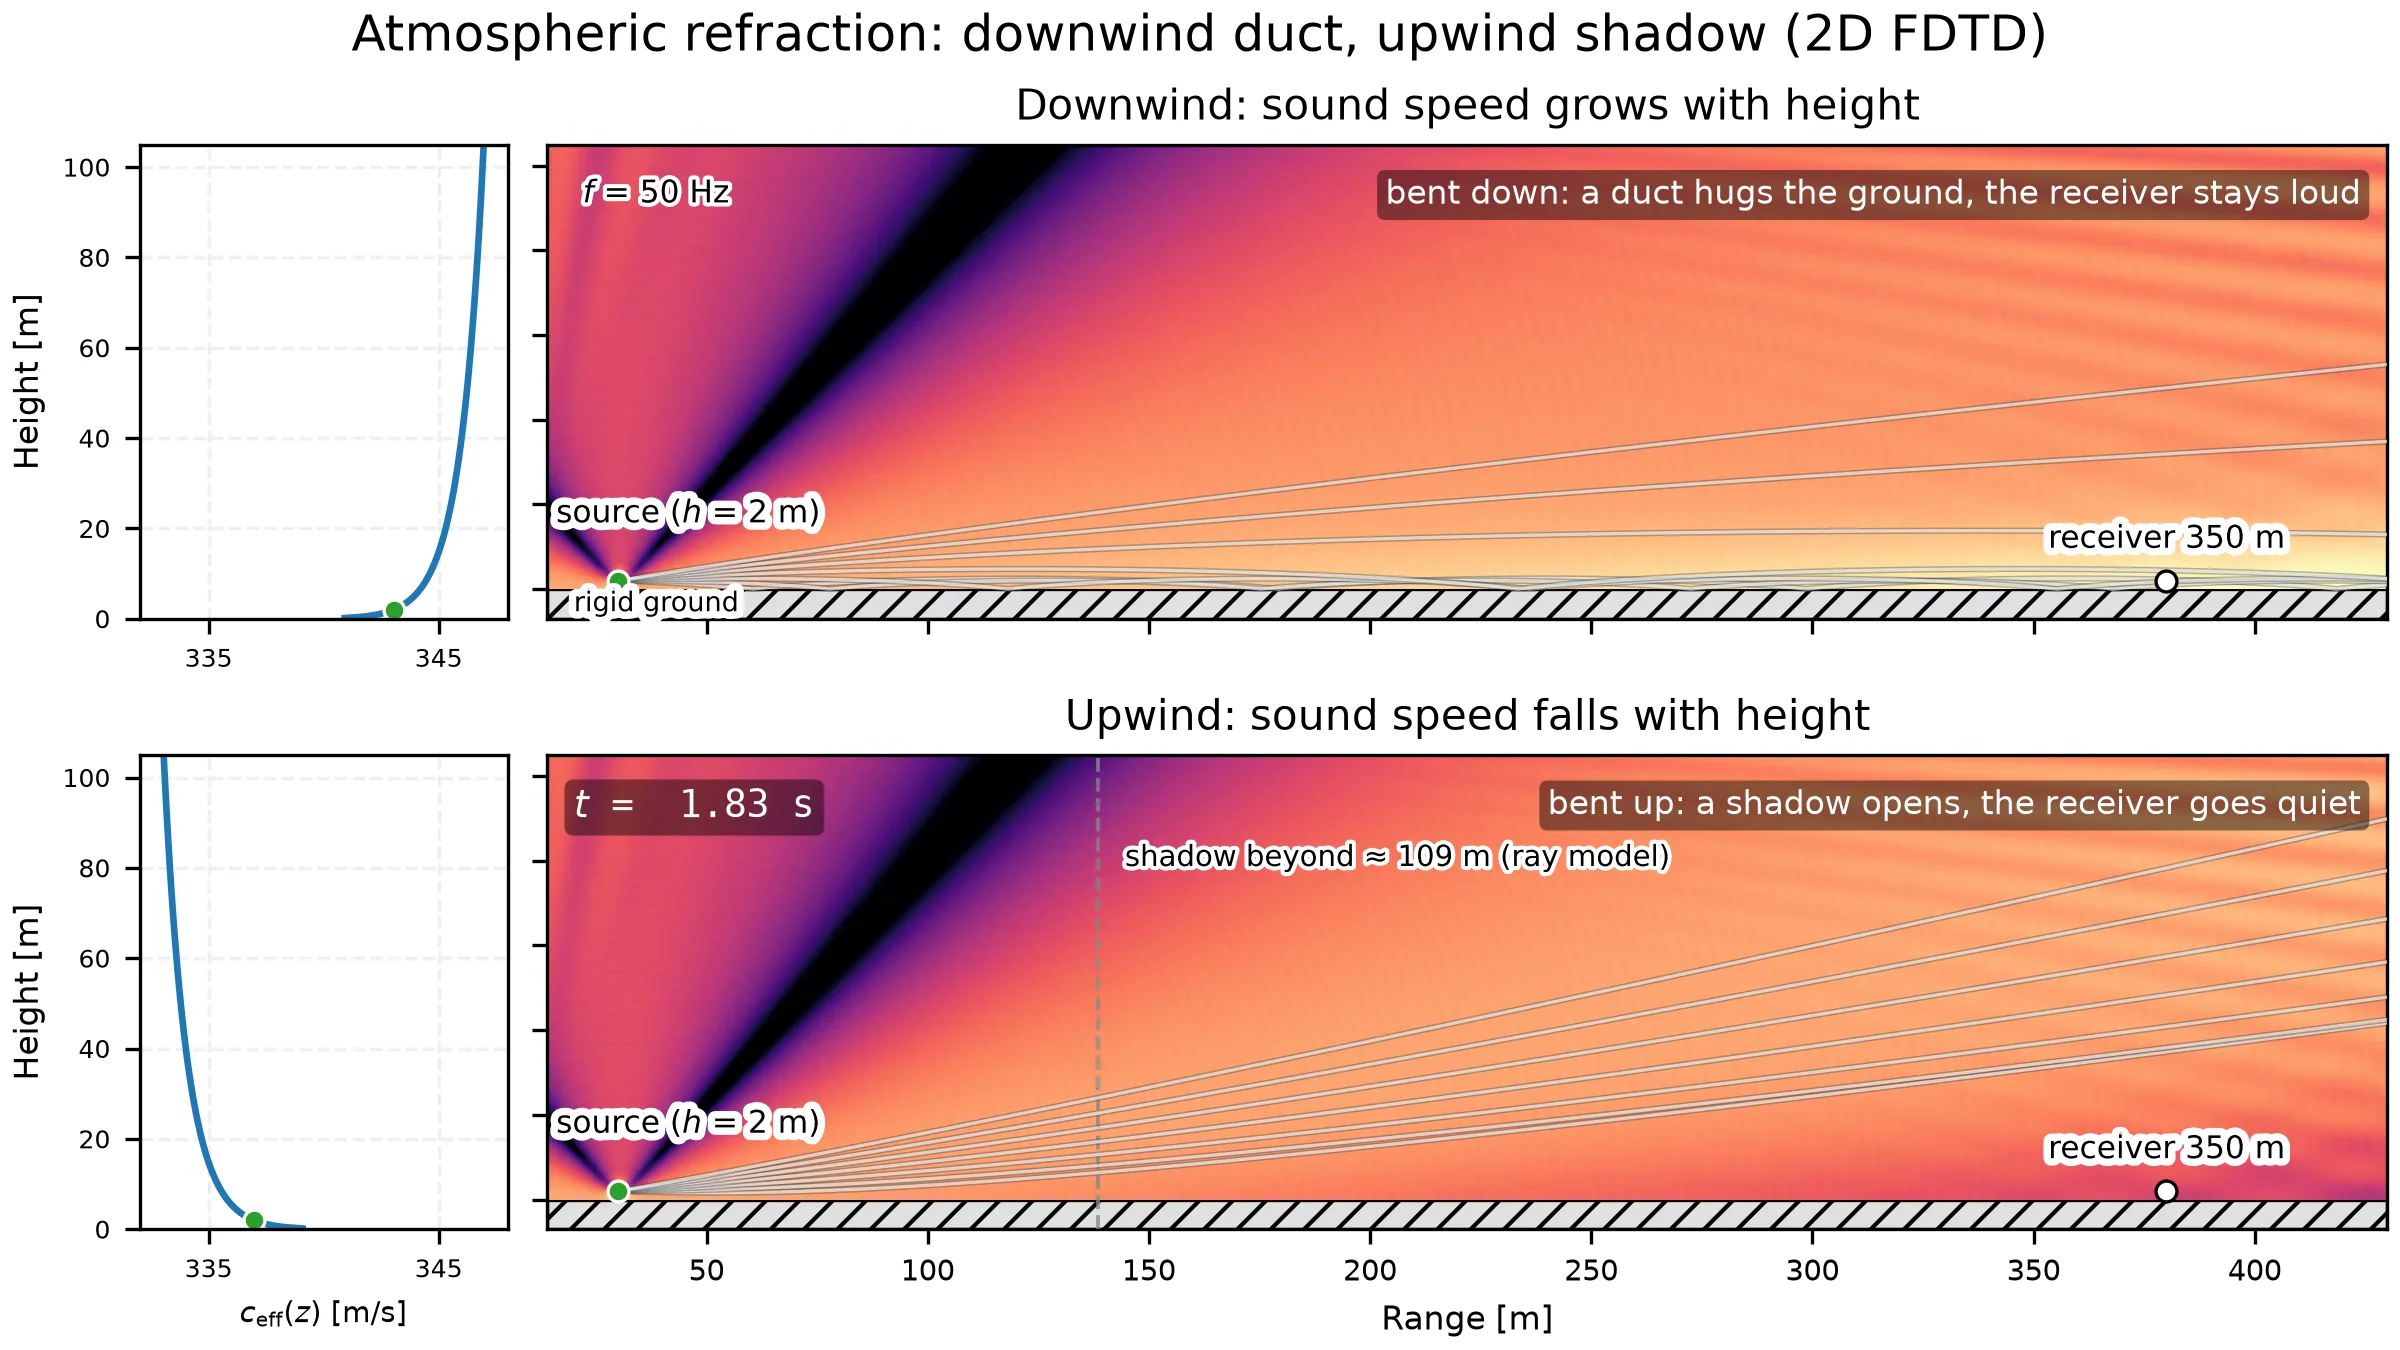 Atmospheric refraction: downwind duct, upwind shadow (2D FDTD)
Downwind: sound speed grows with height
Height [m]
100
80
60
40
20
0
335
345
f = 50 Hz
bent down: a duct hugs the ground, the receiver stays loud
source (h = 2 m)
receiver 350 m
rigid ground
Upwind: sound speed falls with height
Height [m]
100
80
60
40
20
0
335
345
c_eff(z) [m/s]
t = 1.83 s
bent up: a shadow opens, the receiver goes quiet
shadow beyond ≈ 109 m (ray model)
source (h = 2 m)
receiver 350 m
50
100
150
200
250
300
350
400
Range [m]